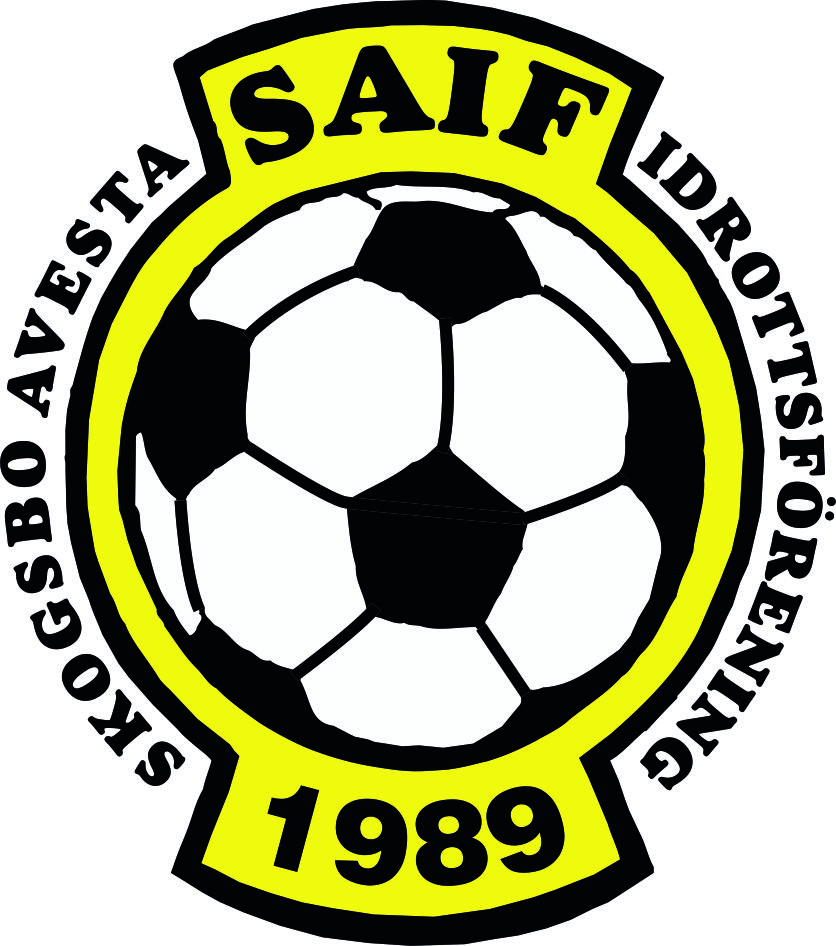 SAIF
SKOGSBO AVESTA
IDROTTSFÖRENING
1989